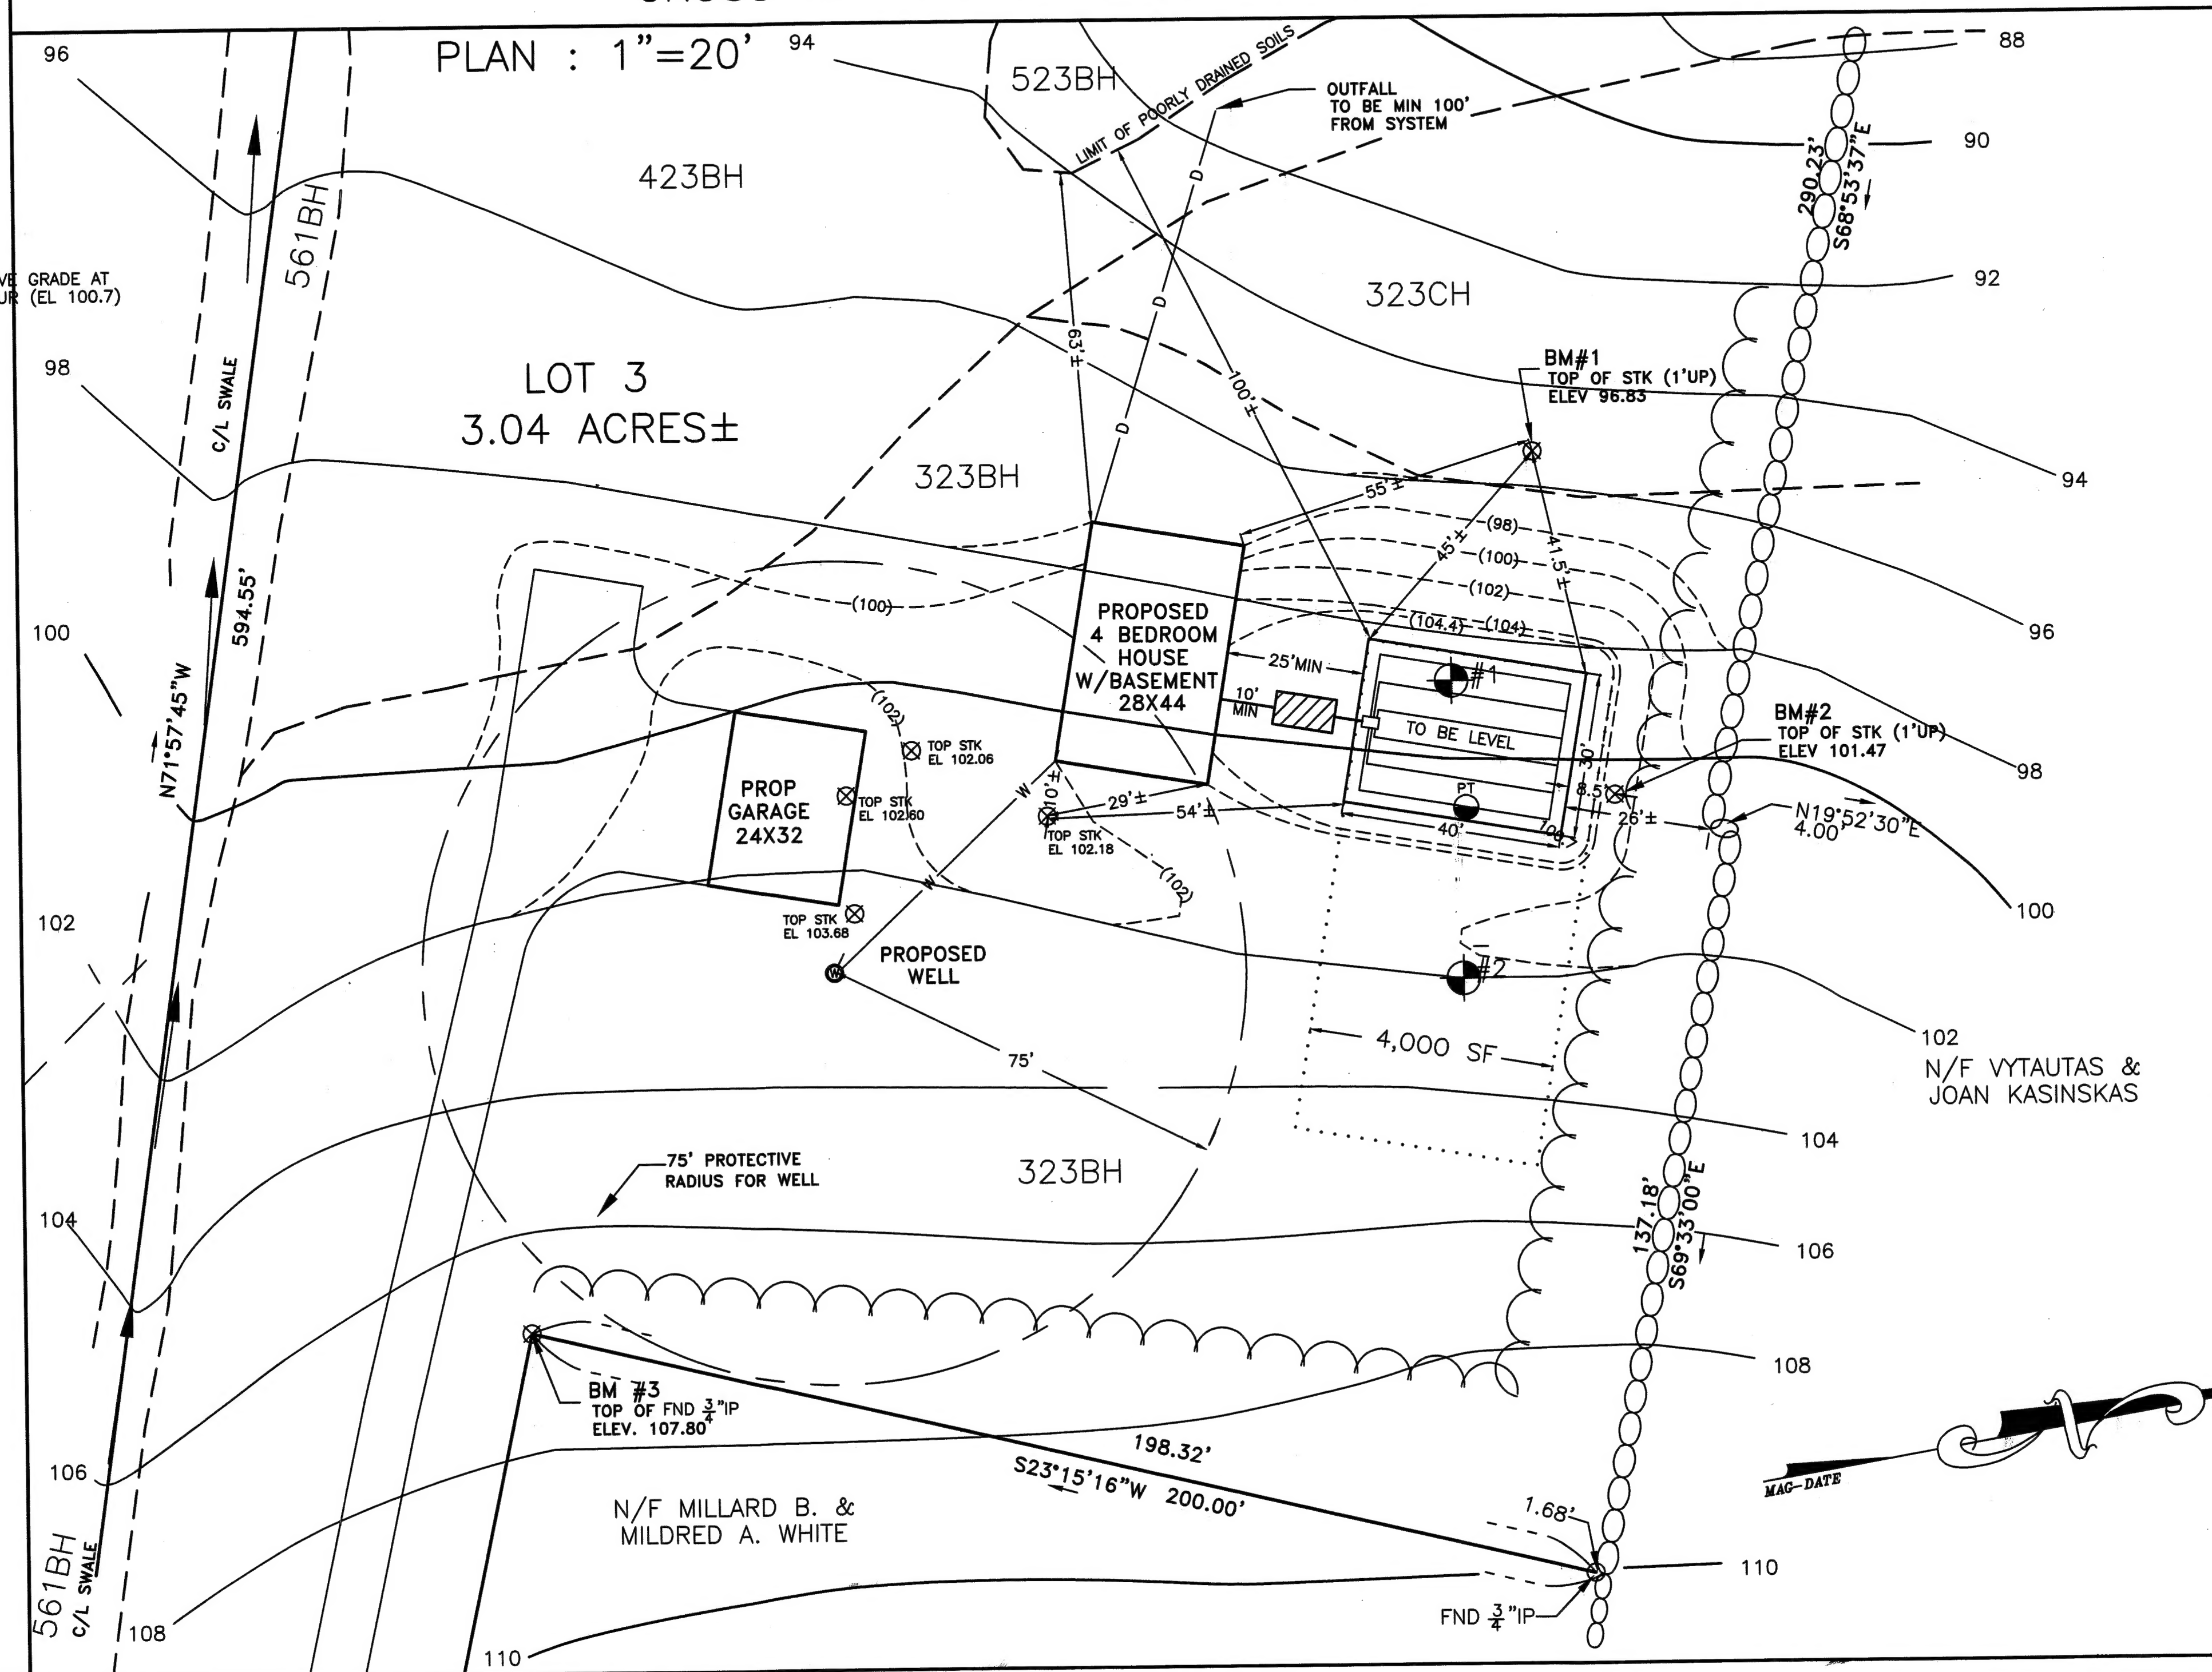 PLAN : 1"=20'
96
94
88
523BH
LIMIT OF POORLY DRAINED SOILS
OUTFALL
TO BE MIN 100'
FROM SYSTEM
90
423BH
561BH
290.23'
S68°53'37"E
D
D
D
92
323CH
GRADE AT
(EL 100.7)
98
C/L SWALE
LOT 3
3.04 ACRES±
63'±
100'±
BM#1
TOP OF STK (1'UP)
ELEV 96.83
94
323BH
55'±
45'±
41.5'±
(98)
(100)
(102)
(104.4)
(104)
96
100
594.55'
N71°57'45"W
(100)
PROPOSED
4 BEDROOM
HOUSE
W/BASEMENT
28X44
25'MIN
10'
MIN
#1
TO BE LEVEL
30'
PT
8.5'
40'
BM#2
TOP OF STK (1'UP)
ELEV 101.47
98
(102)
TOP STK
EL 102.06
PROP
GARAGE
24X32
TOP STK
EL 102.60
W
10'±
29'±
54'±
TOP STK
EL 102.18
26'±
N19°52'30"E
4.00'
W
(102)
102
TOP STK
EL 103.68
100
W
PROPOSED
WELL
#2
75'
4,000 SF
102
N/F VYTAUTAS &
JOAN KASINSKAS
104
75' PROTECTIVE
RADIUS FOR WELL
323BH
104
137.18'
S69°33'00"E
106
108
BM #3
TOP OF FND 3/4"IP
ELEV. 107.80
198.32'
S23°15'16"W 200.00'
MAG-DATE
106
N/F MILLARD B. &
MILDRED A. WHITE
1.68'
110
561BH
C/L SWALE
108
110
FND 3/4"IP